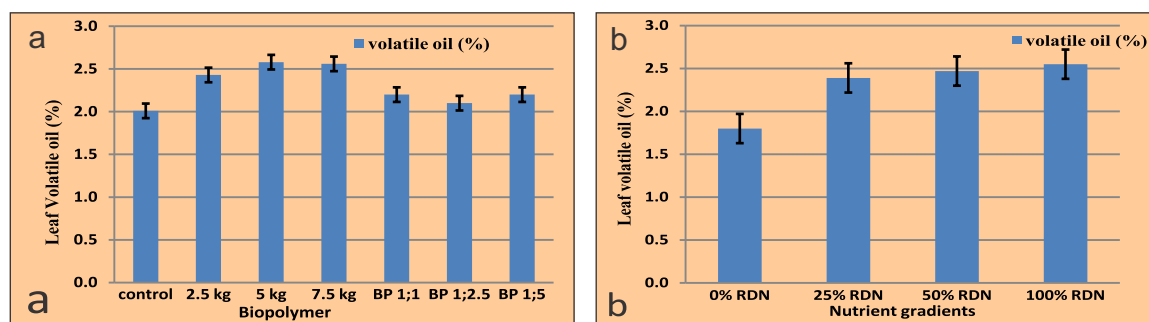 a
3.0
2.5
2.0
1.5
1.0
0.5
0.0
Leaf Volatile oil (%)
volatile oil (%)
control 2.5 kg 5 kg 7.5 kg BP 1;1 BP 1;2.5 BP 1;5
Biopolymer
a
b
3.0
2.5
2.0
1.5
1.0
0.5
0.0
Leaf volatile oil (%)
volatile oil (%)
0% RDN 25% RDN 50% RDN 100% RDN
Nutrient gradients
b